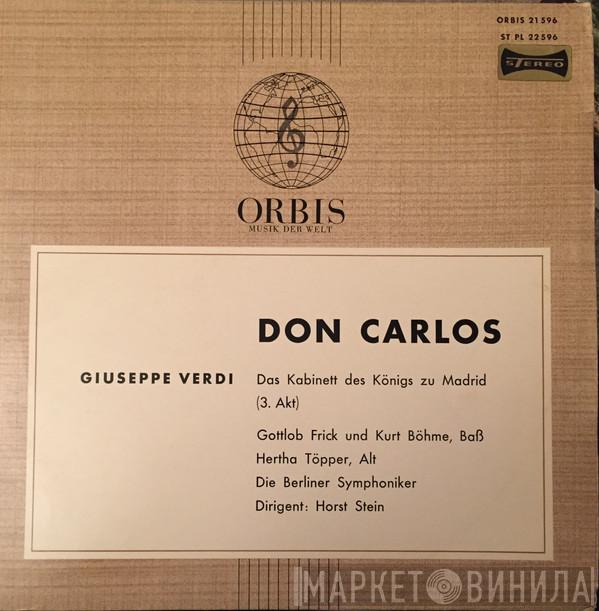 ORBIS 21 596
ST PL 22 596
STEREO
ORBIS
MUSIK DER WELT
DON CARLOS
GIUSEPPE VERDI Das Kabinett des Königs zu Madrid
(3. Akt)
Gottlob Frick und Kurt Böhme, Baß
Hertha Töpper, Alt
Die Berliner Symphoniker
Dirigent: Horst Stein
МАРКЕТ ВИНИЛА